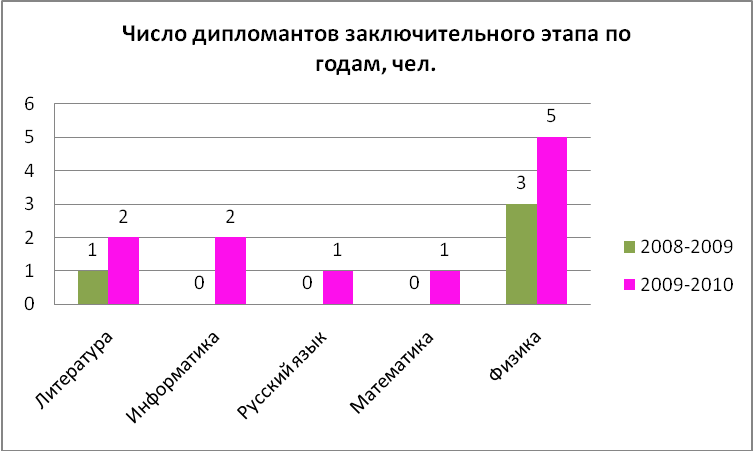 Число дипломантов заключительного этапа по
годам, чел.
6
5
4
3
2
1
0
1
2
0
2
0
1
0
1
3
5
Литература
Информатика
Русский язык
Математика
Физика
2008-2009
2009-2010